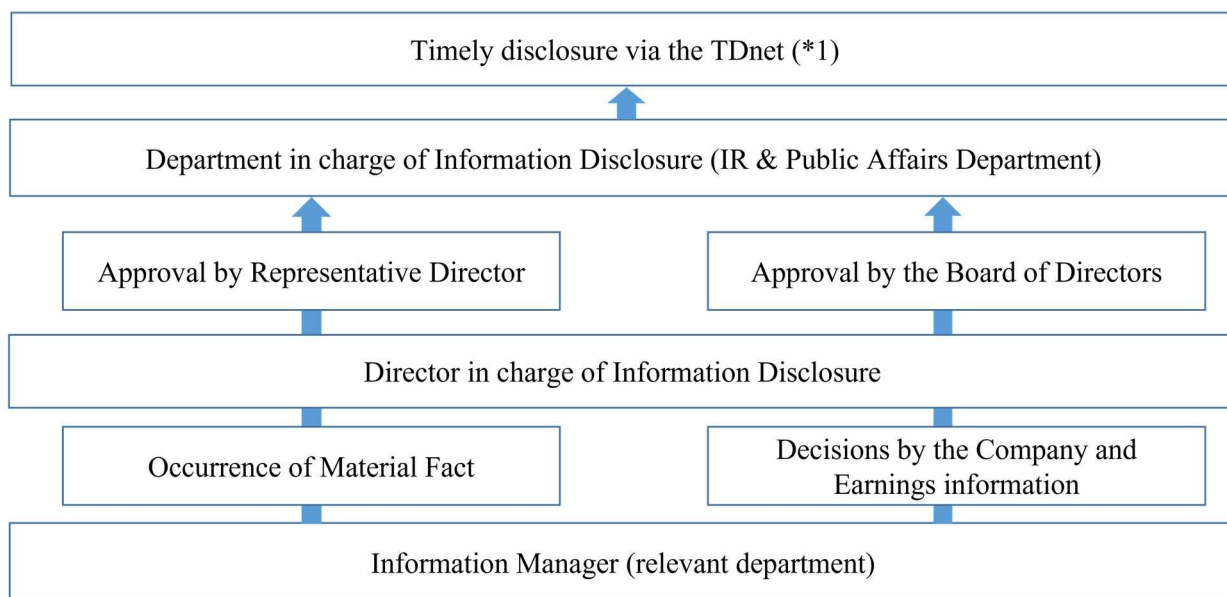 Timely disclosure via the TDnet (*1)
Department in charge of Information Disclosure (IR & Public Affairs Department)
Approval by Representative Director
Approval by the Board of Directors
Director in charge of Information Disclosure
Occurrence of Material Fact
Decisions by the Company and
Earnings information
Information Manager (relevant department)